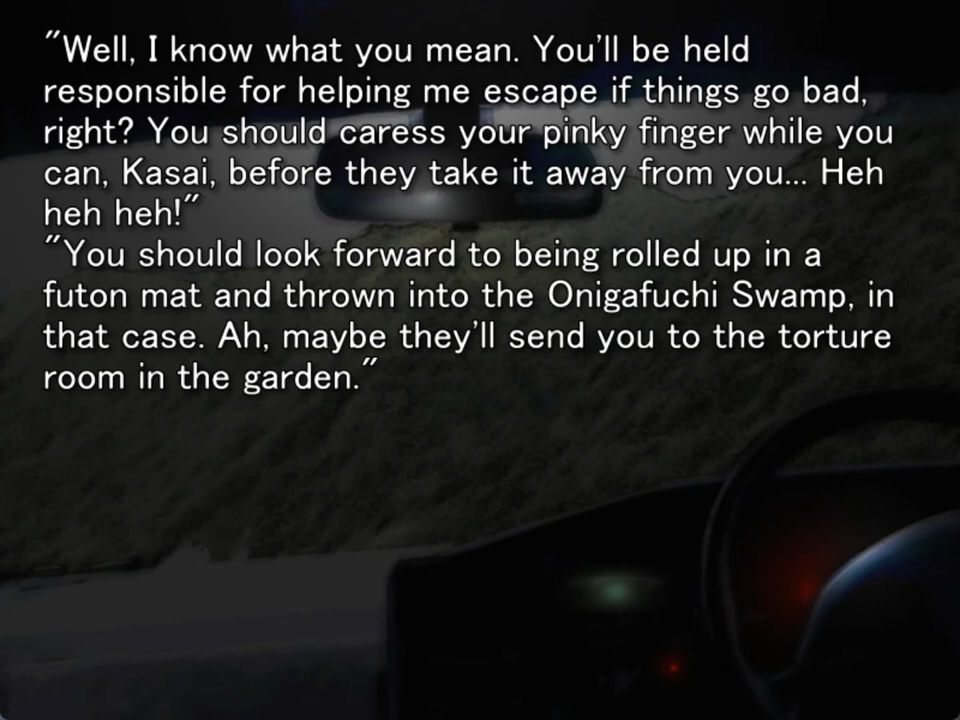 "Well, I know what you mean. You'll be held
responsible for helping me escape if things go bad,
right? You should caress your pinky finger while you
can, Kasai, before they take it away from you... Heh
heh heh!"
"You should look forward to being rolled up in a
futon mat and thrown into the Onigafuchi Swamp, in
that case. Ah, maybe they'll send you to the torture
room in the garden."